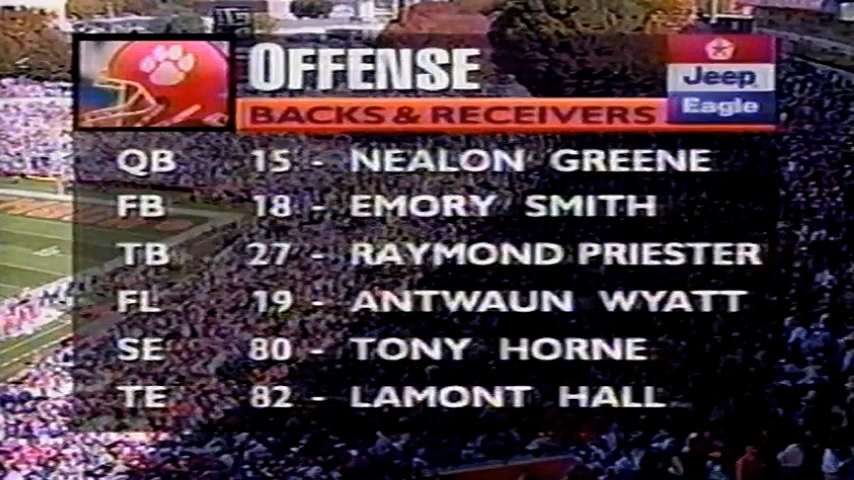 OFFENSE
Jeep
Eagle
BACKS & RECEIVERS
QB 15 - NEALON GREENE
FB 18 - EMORY SMITH
TB 27 - RAYMOND PRIESTER
FL 19 - ANTWAUN WYATT
SE 80 - TONY HORNE
TE 82 - LAMONT HALL